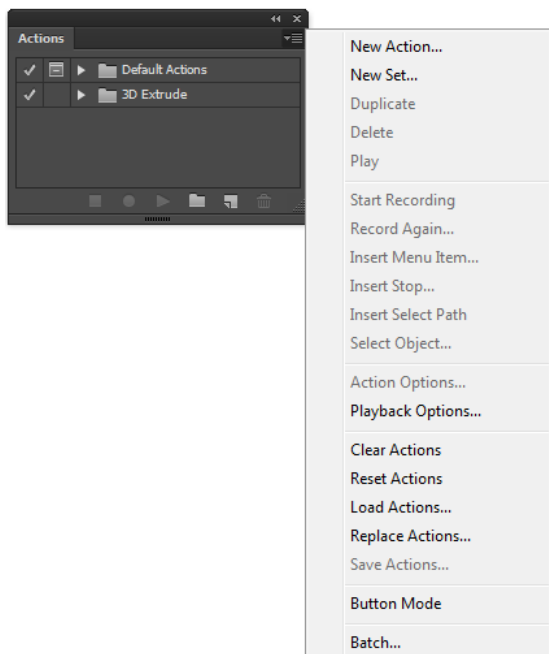 Actions
Default Actions
3D Extrude
New Action...
New Set...
Duplicate
Delete
Play
Start Recording
Record Again...
Insert Menu Item...
Insert Stop...
Insert Select Path
Select Object...
Action Options...
Playback Options...
Clear Actions
Reset Actions
Load Actions...
Replace Actions...
Save Actions...
Button Mode
Batch...